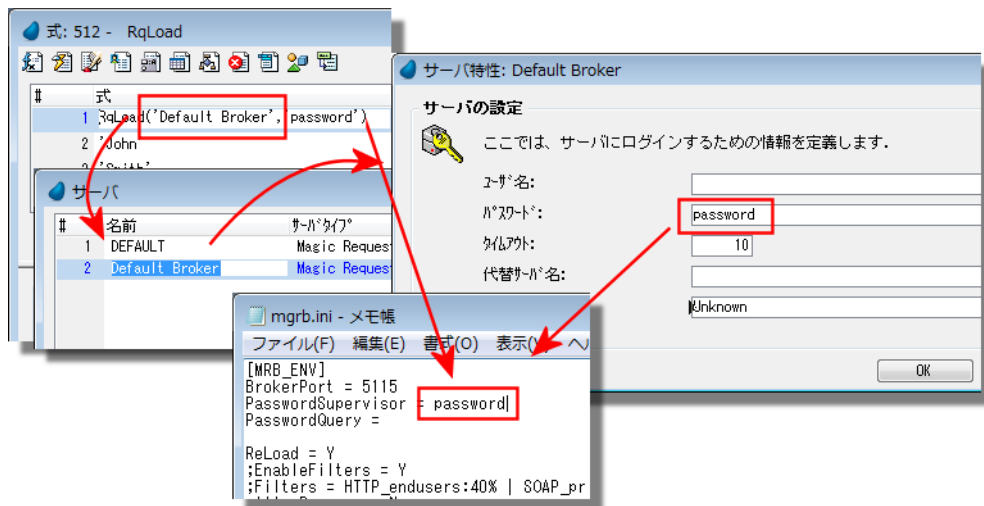 式: 512 - RqLoad
# 式
1 RqLoad('Default Broker','password')
2 'John'
サーバ
# 名前 ｻｰﾊﾞﾀｲﾌﾟ
1 DEFAULT Magic Reques
2 Default Broker Magic Reques
サーバ特性: Default Broker
サーバの設定
ここでは、サーバにログインするための情報を定義します.
ﾕｰｻﾞ名:
ﾊﾟｽﾜｰﾄﾞ: password
ﾀｲﾑｱｳﾄ: 10
代替ｻｰﾊﾞ名:
Unknown
OK
mgrb.ini - メモ帳
ファイル(F) 編集(E) 書式(O) 表示(V) ヘル
[MRB_ENV]
BrokerPort = 5115
PasswordSupervisor = password
PasswordQuery =
ReLoad = Y
;EnableFilters = Y
;Filters = HTTP_endusers:40% | SOAP_pr